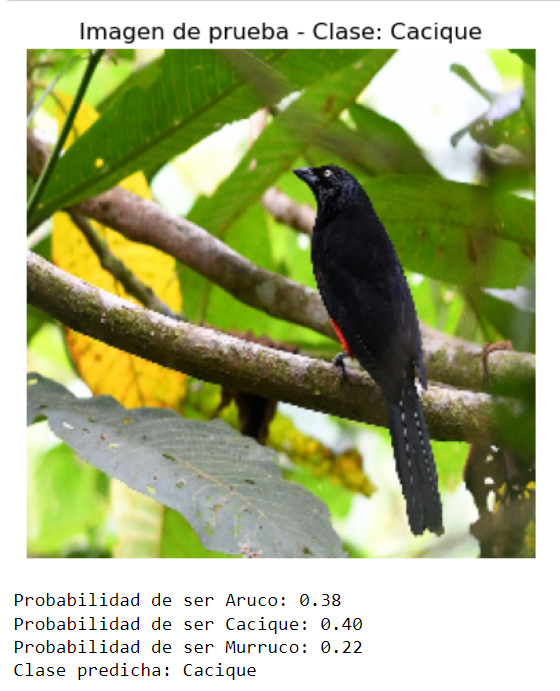 Imagen de prueba - Clase: Cacique
Probabilidad de ser Aruco: 0.38
Probabilidad de ser Cacique: 0.40
Probabilidad de ser Murruco: 0.22
Clase predicha: Cacique